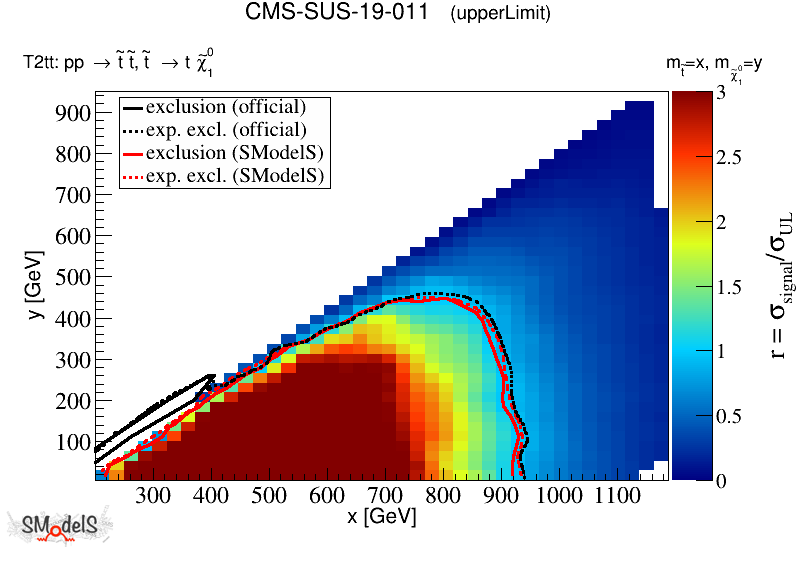 CMS-SUS-19-011 (upperLimit)
T2tt: pp → t̃ t̃, t̃ → t χ̃⁰₁
m_t̃=x, m_χ̃⁰₁=y
exclusion (official)
exp. excl. (official)
exclusion (SModelS)
exp. excl. (SModelS)
900
800
700
600
500
400
300
200
100
y [GeV]
300 400 500 600 700 800 900 1000 1100
x [GeV]
3
2.5
2
1.5
1
0.5
0
r = σ_signal/σ_UL
SModelS